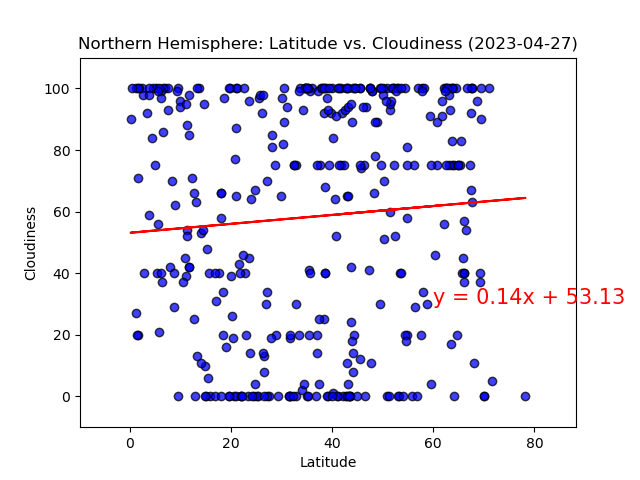 Northern Hemisphere: Latitude vs. Cloudiness (2023-04-27)
100
80
60
40
20
0
Cloudiness
y = 0.14x + 53.13
0 20 40 60 80
Latitude